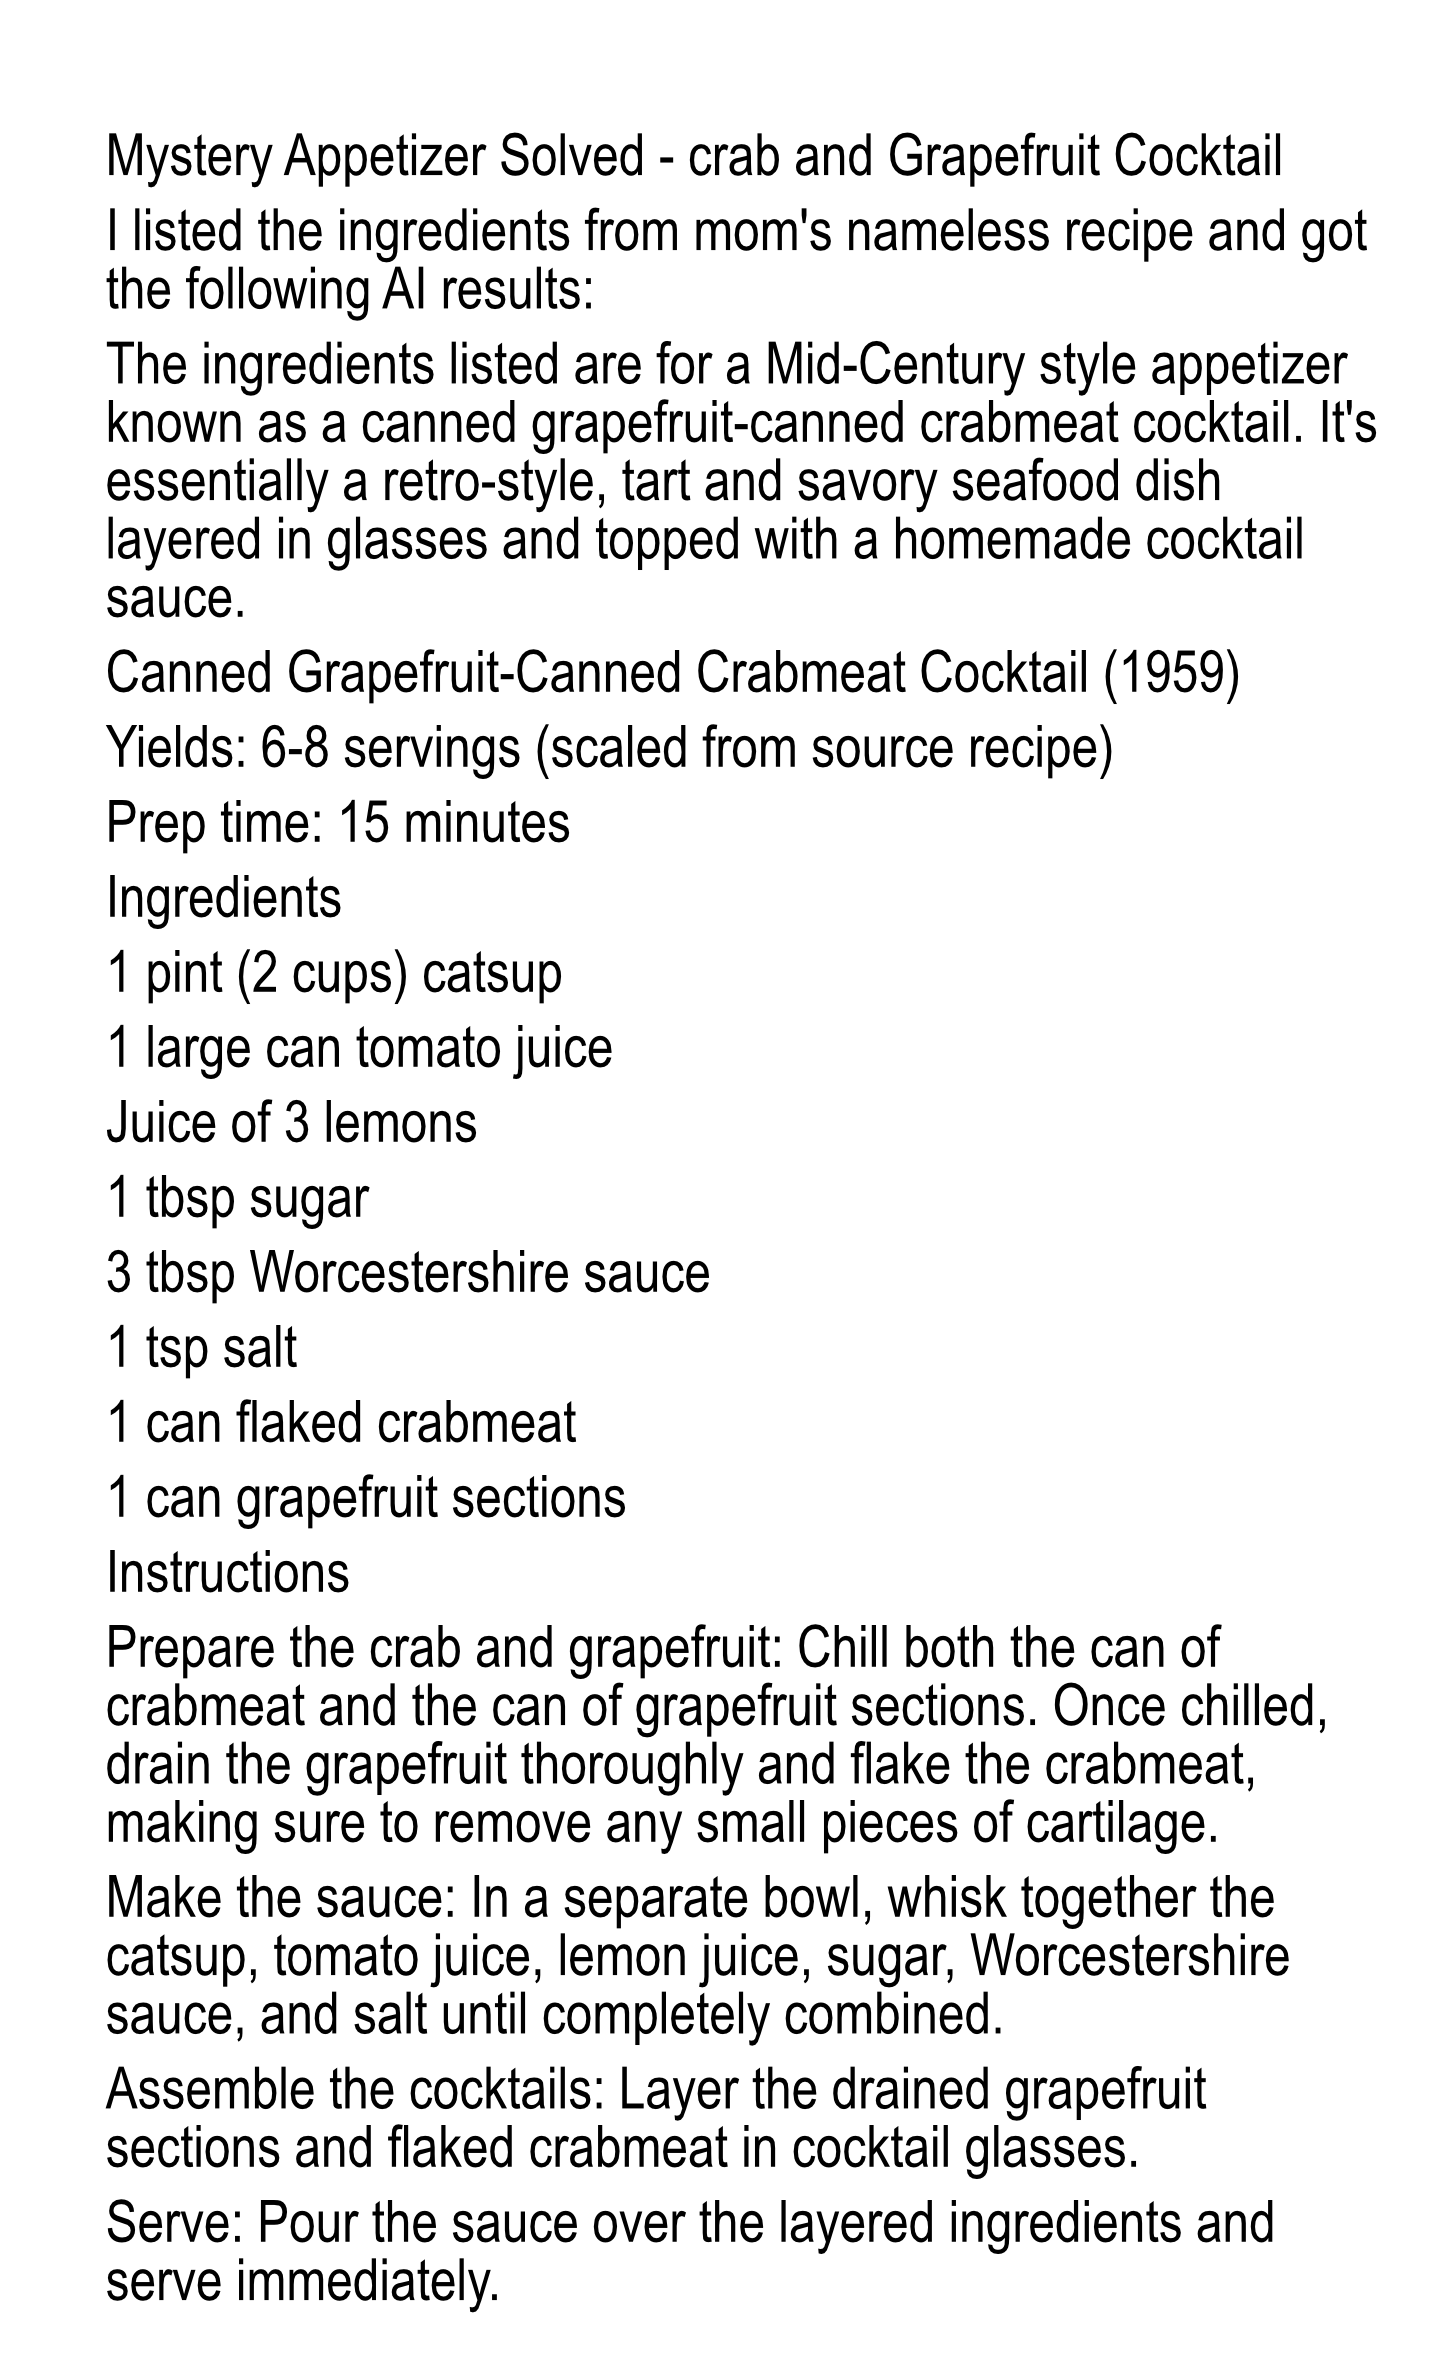 Mystery Appetizer Solved - crab and Grapefruit Cocktail
I listed the ingredients from mom's nameless recipe and got
the following AI results:
The ingredients listed are for a Mid-Century style appetizer
known as a canned grapefruit-canned crabmeat cocktail. It's
essentially a retro-style, tart and savory seafood dish
layered in glasses and topped with a homemade cocktail
sauce.
Canned Grapefruit-Canned Crabmeat Cocktail (1959)
Yields: 6-8 servings (scaled from source recipe)
Prep time: 15 minutes
Ingredients
1 pint (2 cups) catsup
1 large can tomato juice
Juice of 3 lemons
1 tbsp sugar
3 tbsp Worcestershire sauce
1 tsp salt
1 can flaked crabmeat
1 can grapefruit sections
Instructions
Prepare the crab and grapefruit: Chill both the can of
crabmeat and the can of grapefruit sections. Once chilled,
drain the grapefruit thoroughly and flake the crabmeat,
making sure to remove any small pieces of cartilage.
Make the sauce: In a separate bowl, whisk together the
catsup, tomato juice, lemon juice, sugar, Worcestershire
sauce, and salt until completely combined.
Assemble the cocktails: Layer the drained grapefruit
sections and flaked crabmeat in cocktail glasses.
Serve: Pour the sauce over the layered ingredients and
serve immediately.